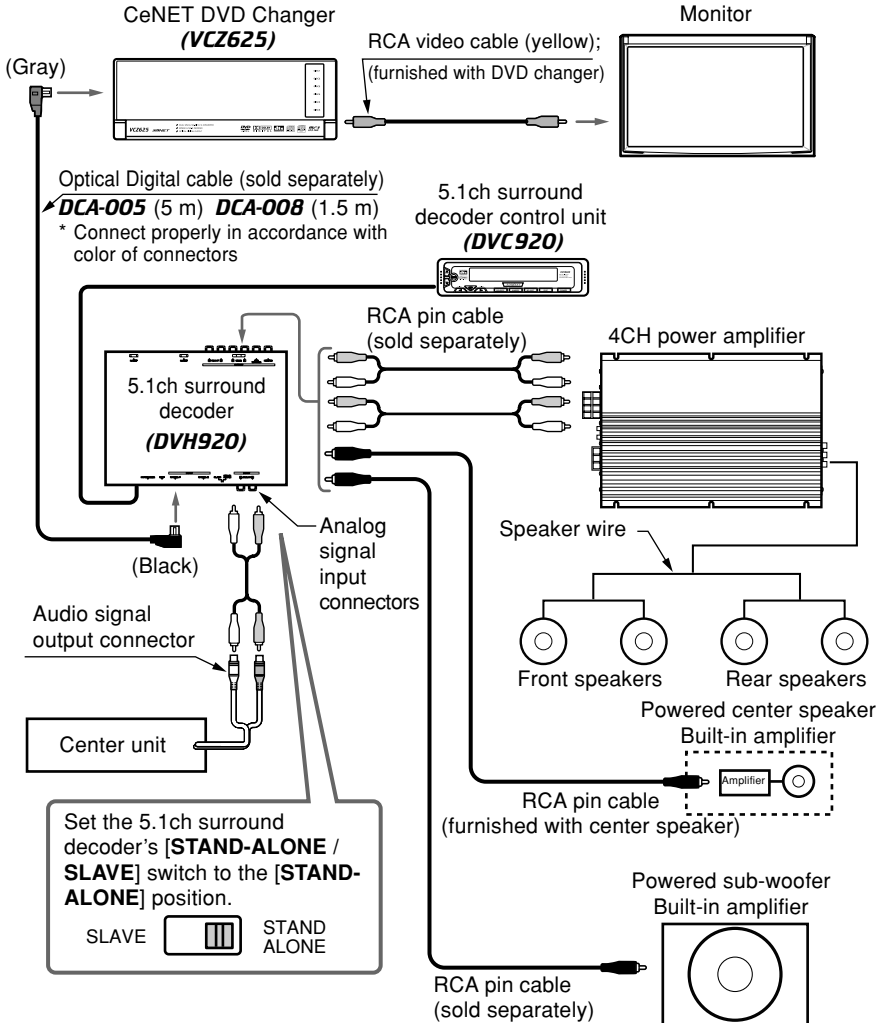 CeNET DVD Changer
(VCZ625)
Monitor
RCA video cable (yellow);
(furnished with DVD changer)
(Gray)
VCZ625
Optical Digital cable (sold separately)
DCA-005 (5 m) DCA-008 (1.5 m)
* Connect properly in accordance with
color of connectors
5.1ch surround
decoder control unit
(DVC920)
RCA pin cable
(sold separately)
4CH power amplifier
5.1ch surround
decoder
(DVH920)
(Black)
Analog
signal
input
connectors
Speaker wire
Audio signal
output connector
Front speakers
Rear speakers
Center unit
Powered center speaker
Built-in amplifier
Amplifier
RCA pin cable
(furnished with center speaker)
Set the 5.1ch surround
decoder's [STAND-ALONE /
SLAVE] switch to the [STAND-
ALONE] position.
SLAVE
STAND
ALONE
Powered sub-woofer
Built-in amplifier
RCA pin cable
(sold separately)